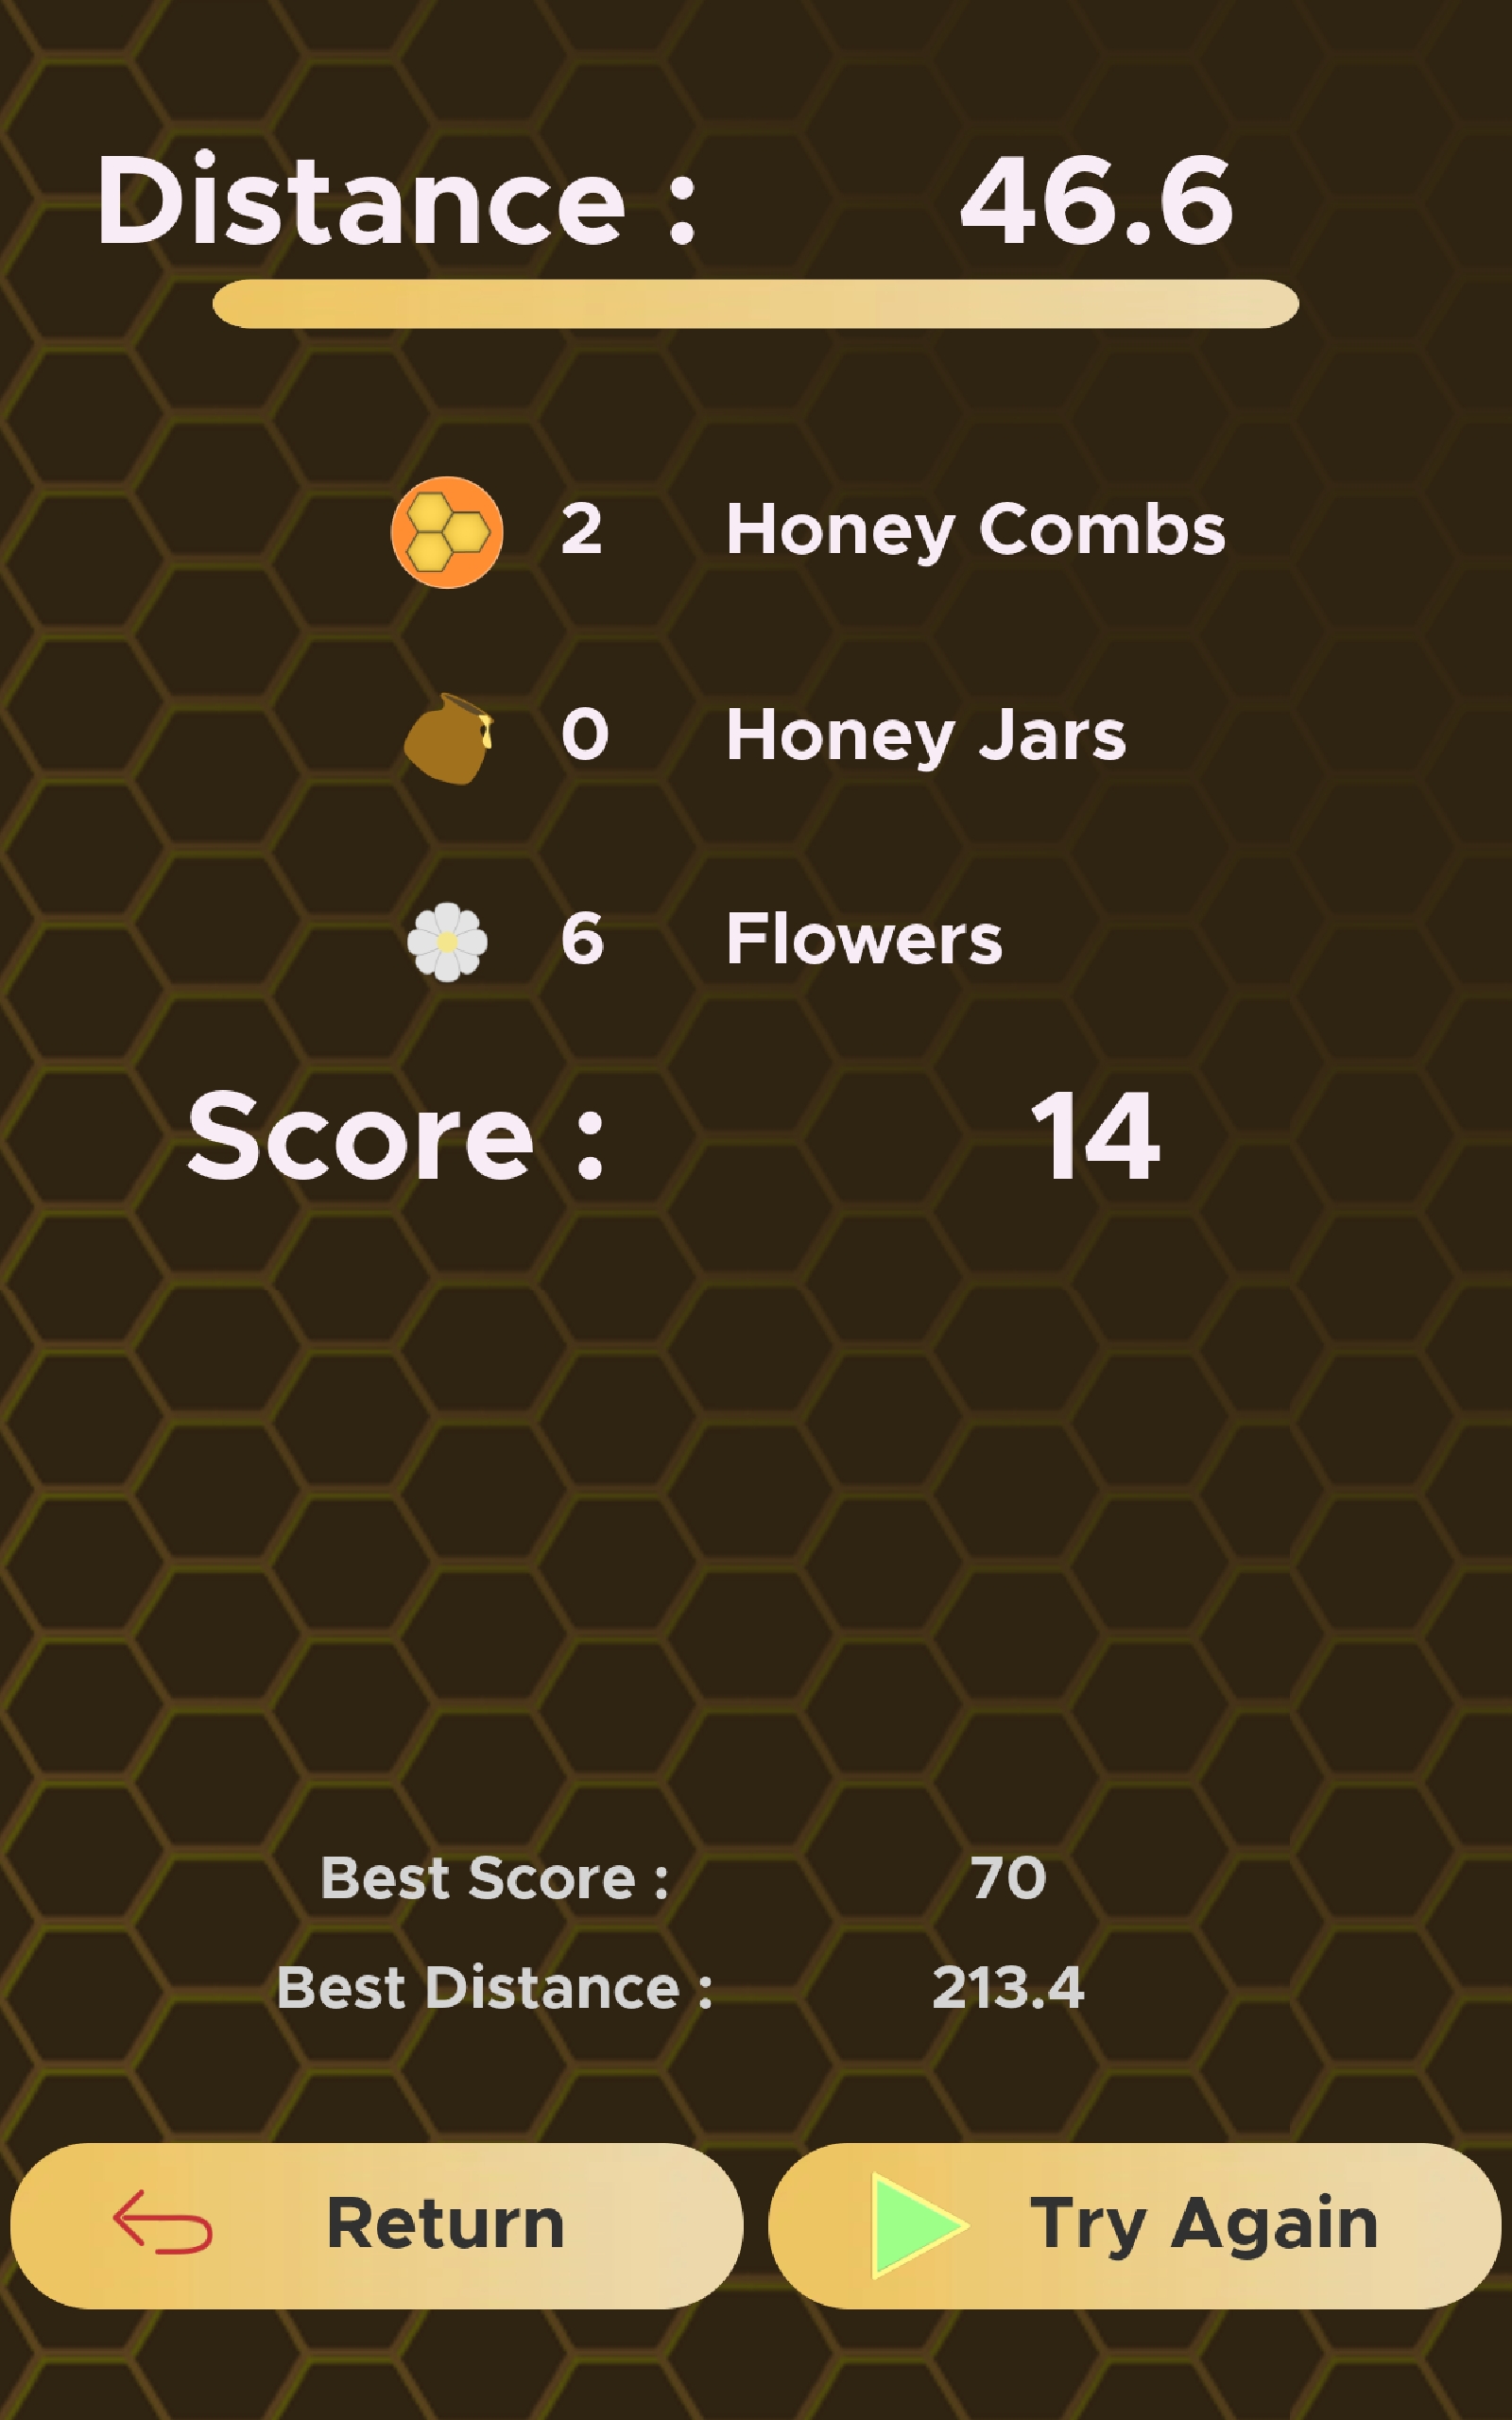 Distance : 46.6
2 Honey Combs
0 Honey Jars
6 Flowers
Score : 14
Best Score : 70
Best Distance : 213.4
Return Try Again